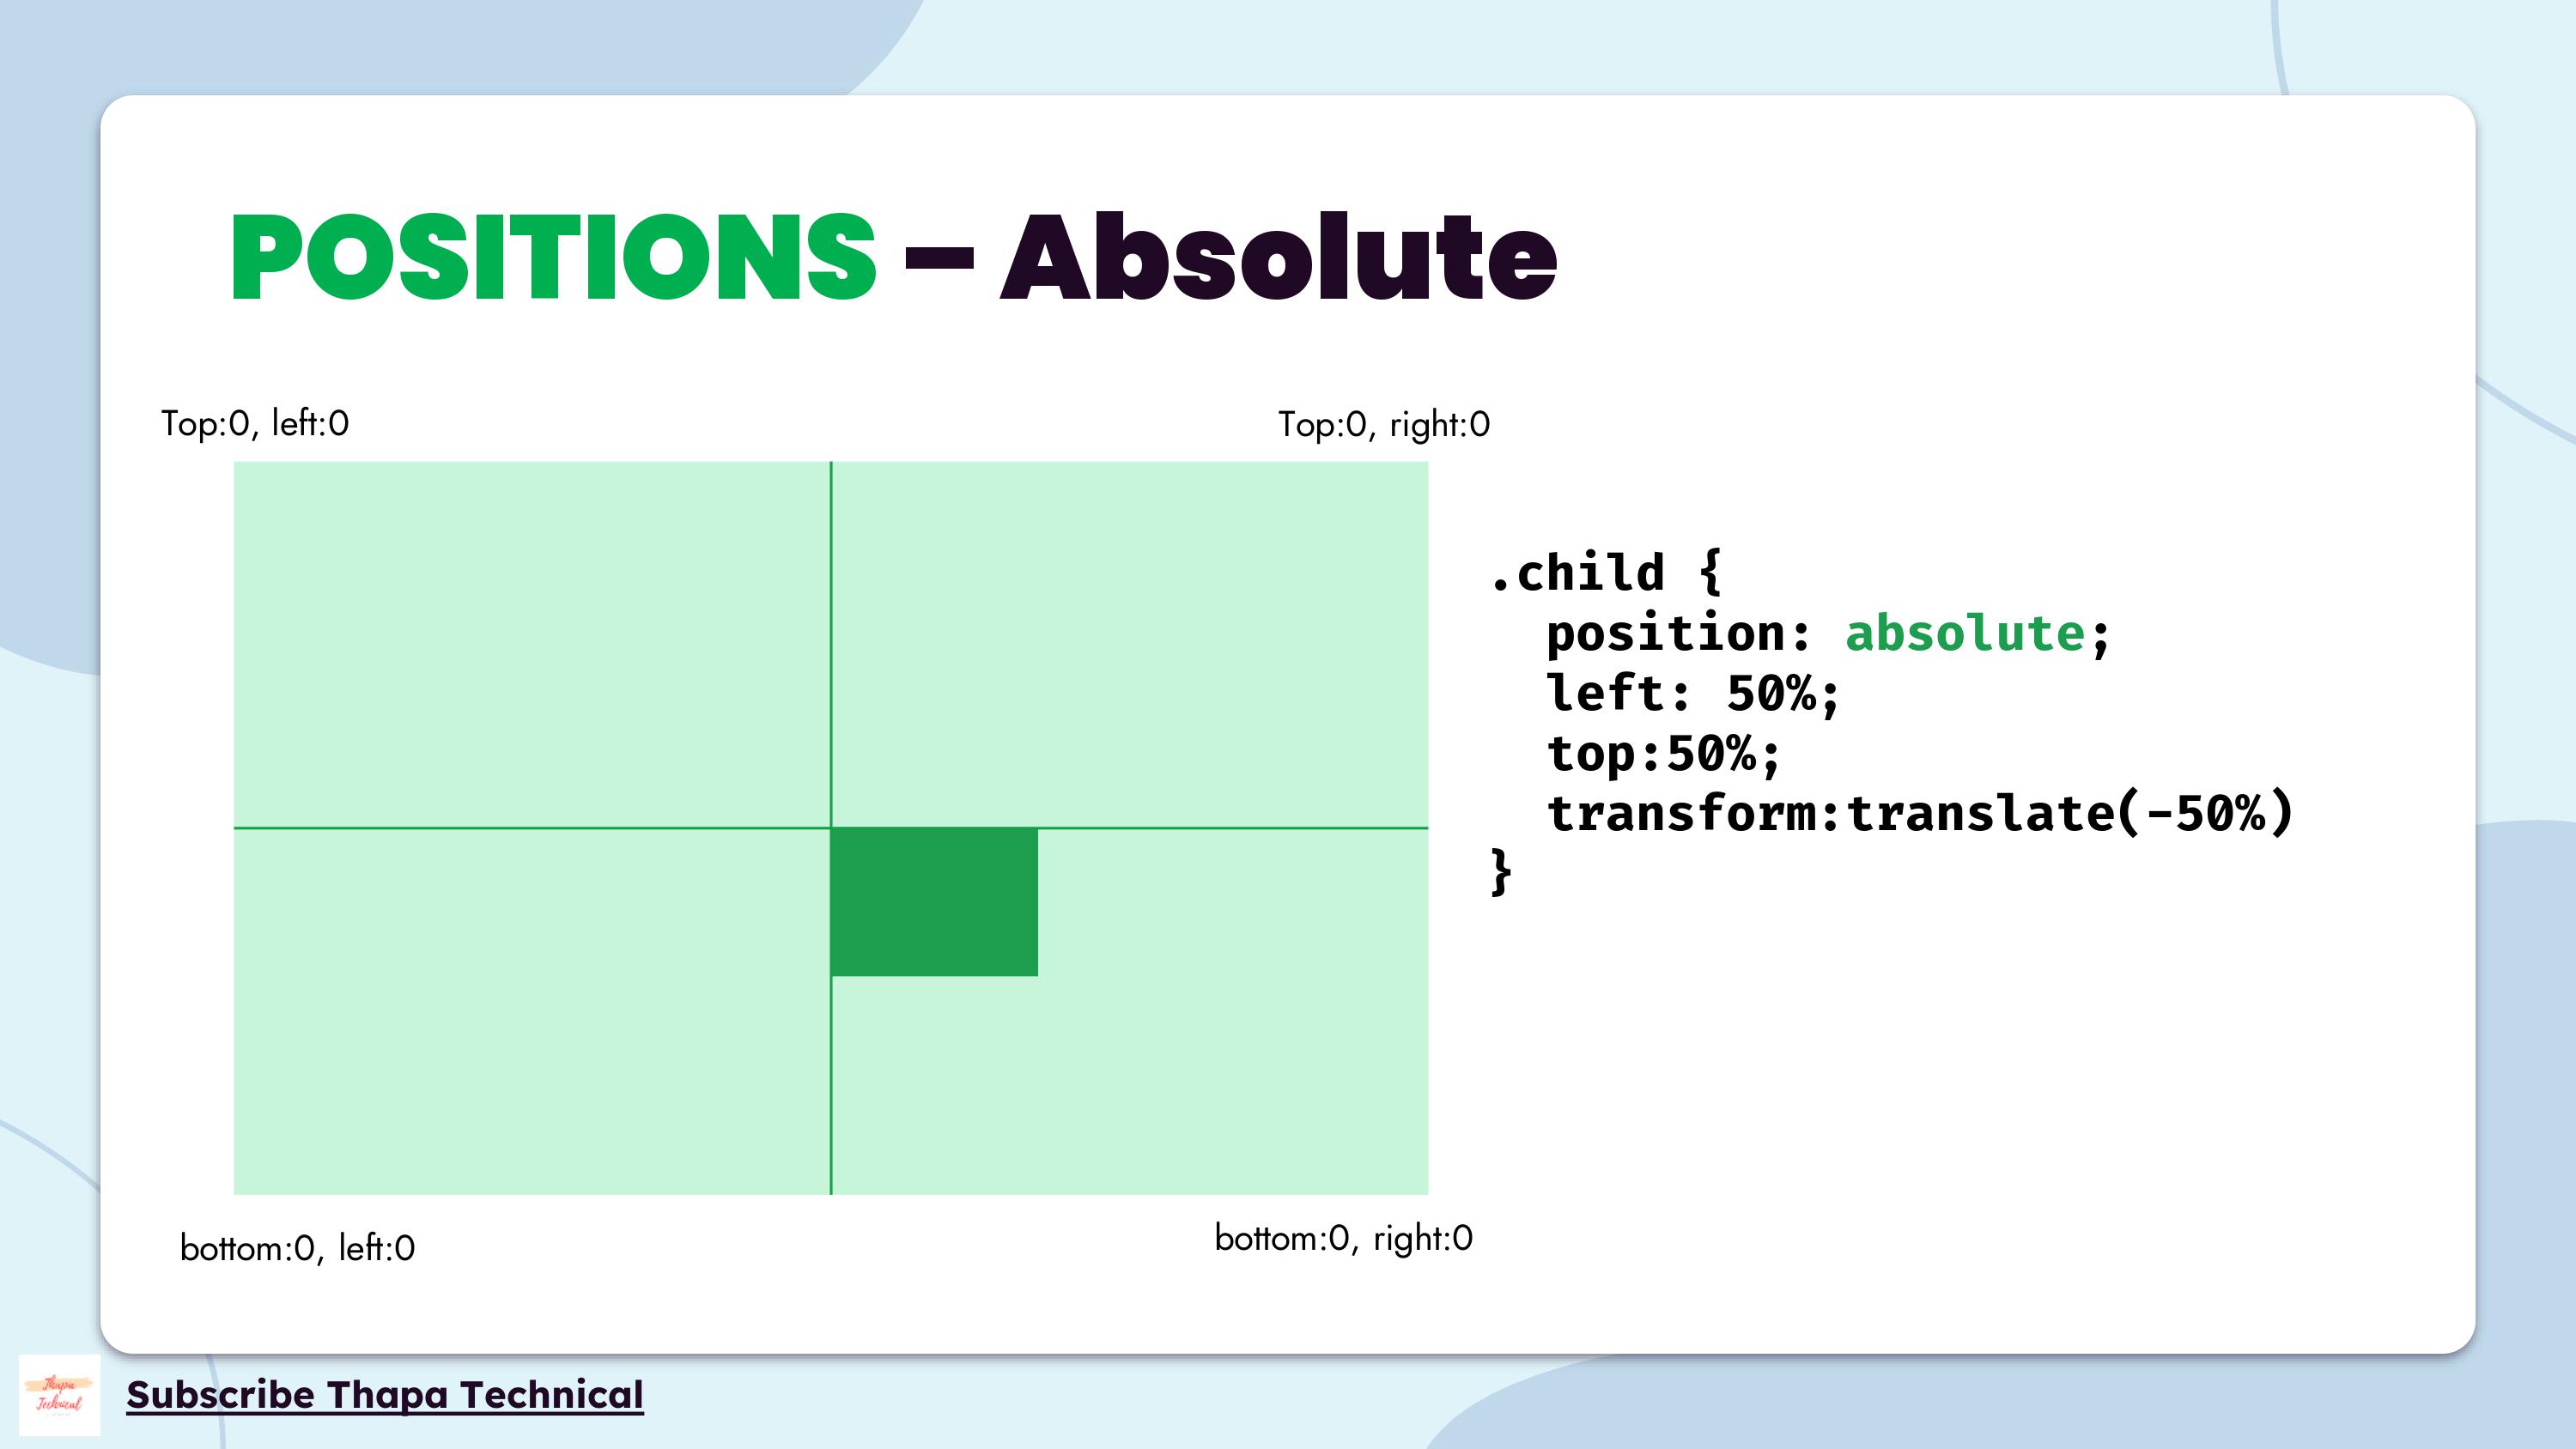 POSITIONS – Absolute
Top:0, left:0
Top:0, right:0
.child {
position: absolute;
left: 50%;
top:50%;
transform:translate(-50%)
}
bottom:0, left:0
bottom:0, right:0
Thapa
Technical
Subscribe Thapa Technical